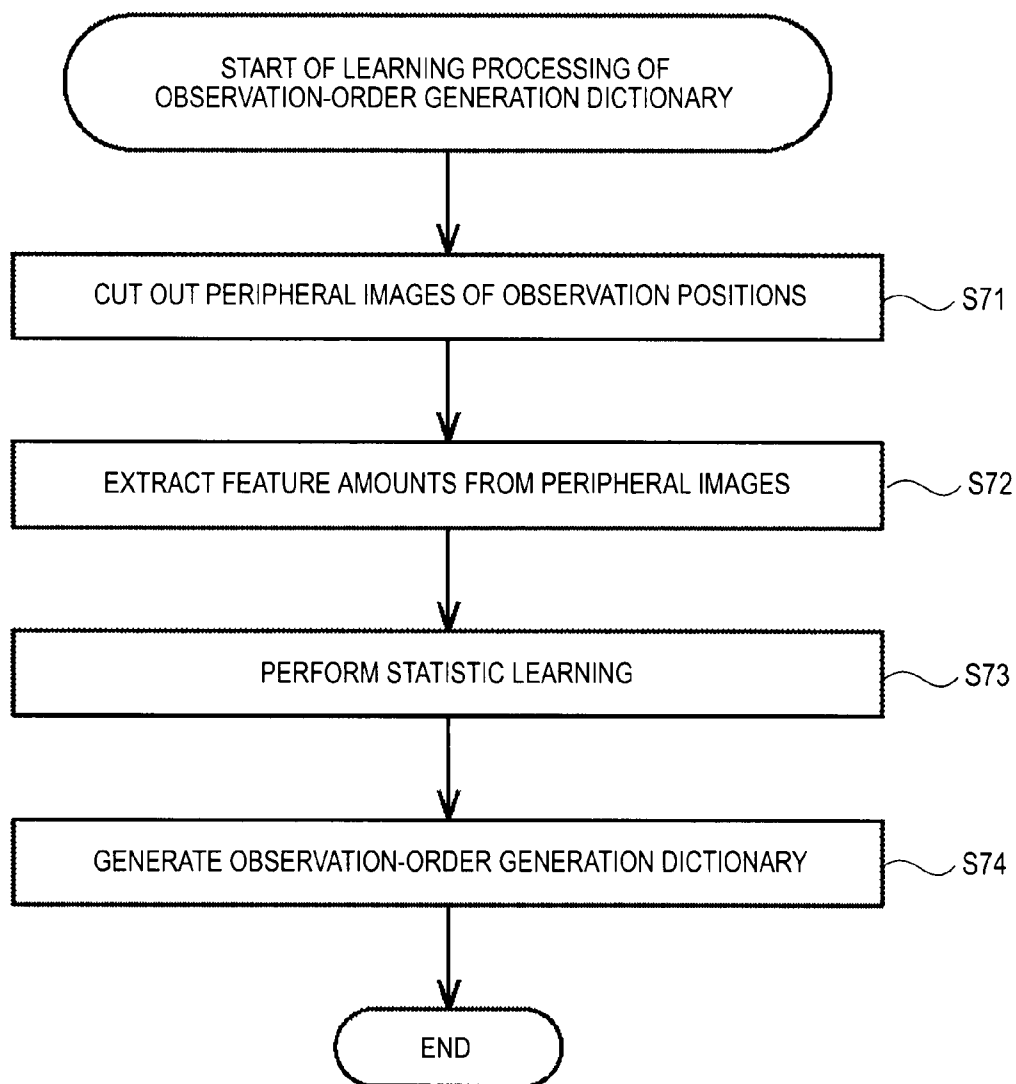 START OF LEARNING PROCESSING OF
OBSERVATION-ORDER GENERATION DICTIONARY
CUT OUT PERIPHERAL IMAGES OF OBSERVATION POSITIONS
S71
EXTRACT FEATURE AMOUNTS FROM PERIPHERAL IMAGES
S72
PERFORM STATISTIC LEARNING
S73
GENERATE OBSERVATION-ORDER GENERATION DICTIONARY
S74
END